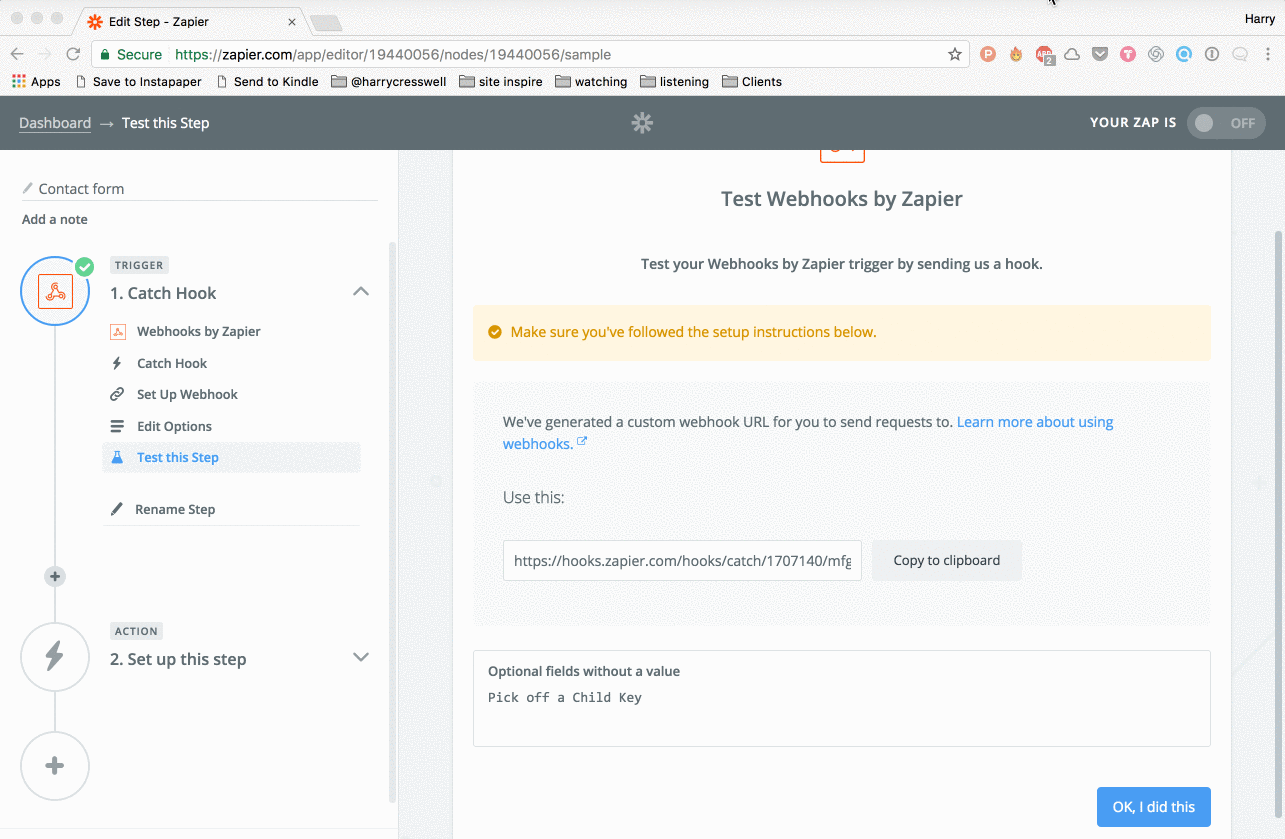 Edit Step - Zapier
Harry
Secure https://zapier.com/app/editor/19440056/nodes/19440056/sample
Apps Save to Instapaper Send to Kindle @harrycresswell site inspire watching listening Clients
Dashboard → Test this Step
YOUR ZAP IS OFF
Contact form
Add a note
TRIGGER
1. Catch Hook
Webhooks by Zapier
Catch Hook
Set Up Webhook
Edit Options
Test this Step
Rename Step
ACTION
2. Set up this step
Test Webhooks by Zapier
Test your Webhooks by Zapier trigger by sending us a hook.
Make sure you've followed the setup instructions below.
We've generated a custom webhook URL for you to send requests to. Learn more about using
webhooks.
Use this:
https://hooks.zapier.com/hooks/catch/1707140/mfg
Copy to clipboard
Optional fields without a value
Pick off a Child Key
OK, I did this